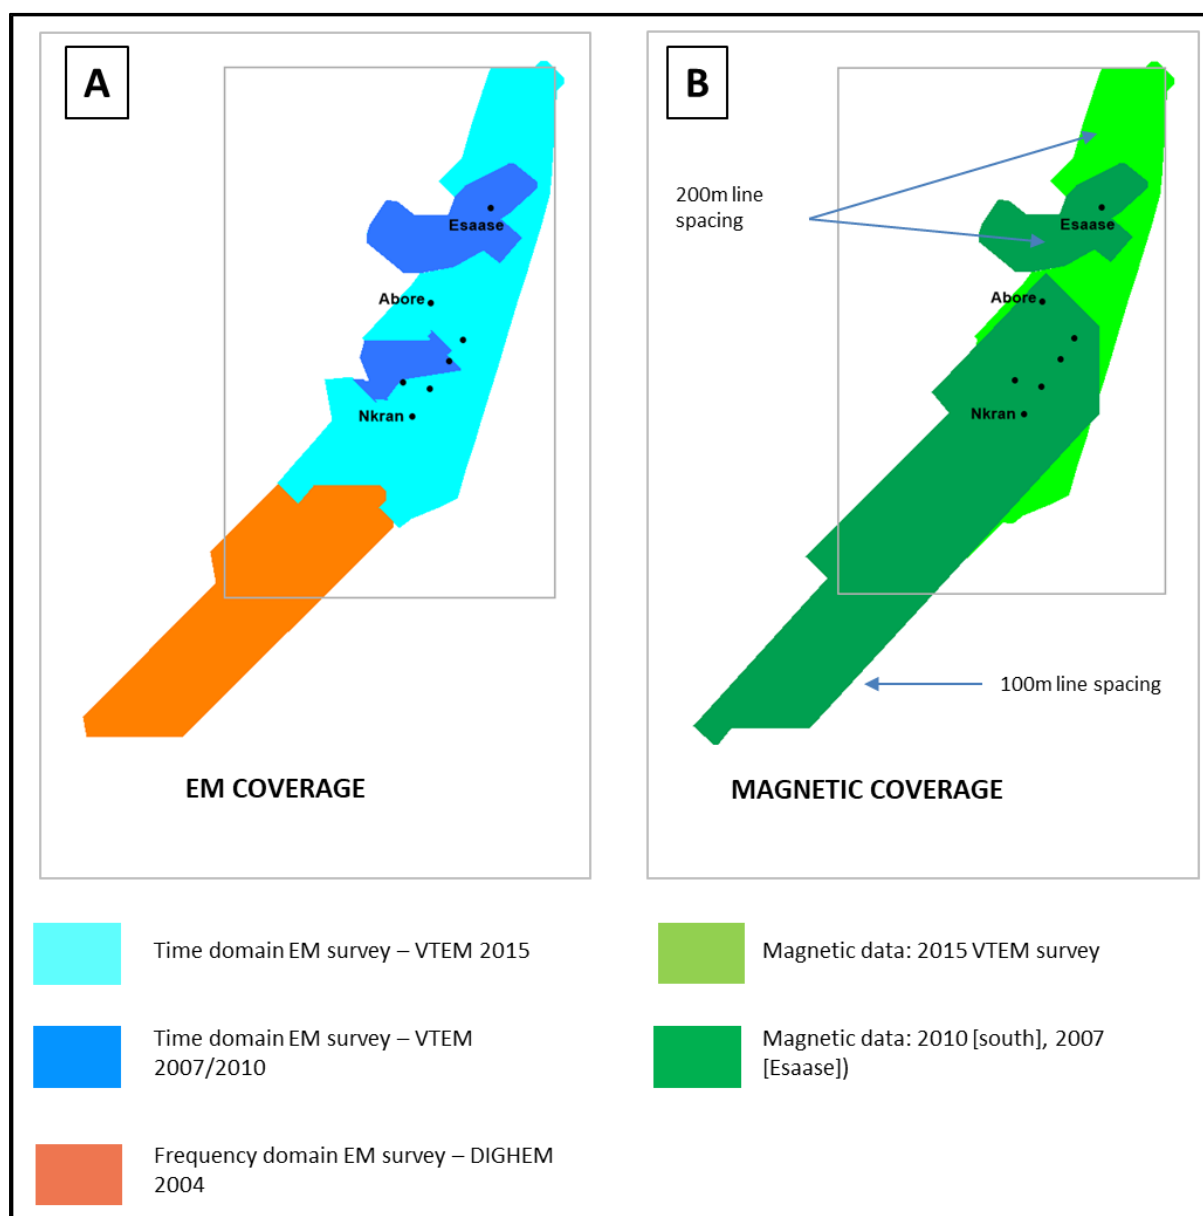 A
Esaase
Abore
Nkran
EM COVERAGE
B
200m line
spacing
Esaase
Abore
Nkran
100m line spacing
MAGNETIC COVERAGE
Time domain EM survey – VTEM 2015
Time domain EM survey – VTEM
2007/2010
Frequency domain EM survey – DIGHEM
2004
Magnetic data: 2015 VTEM survey
Magnetic data: 2010 [south], 2007
[Esaase])